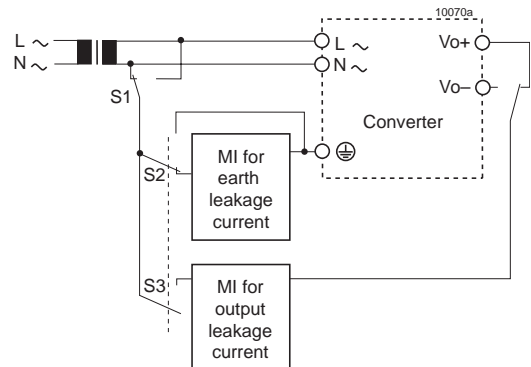 10070a
L ~
N ~
L ~
N ~
Vo+
Vo–
Converter
S1
S2
MI for
earth
leakage
current
S3
MI for
output
leakage
current